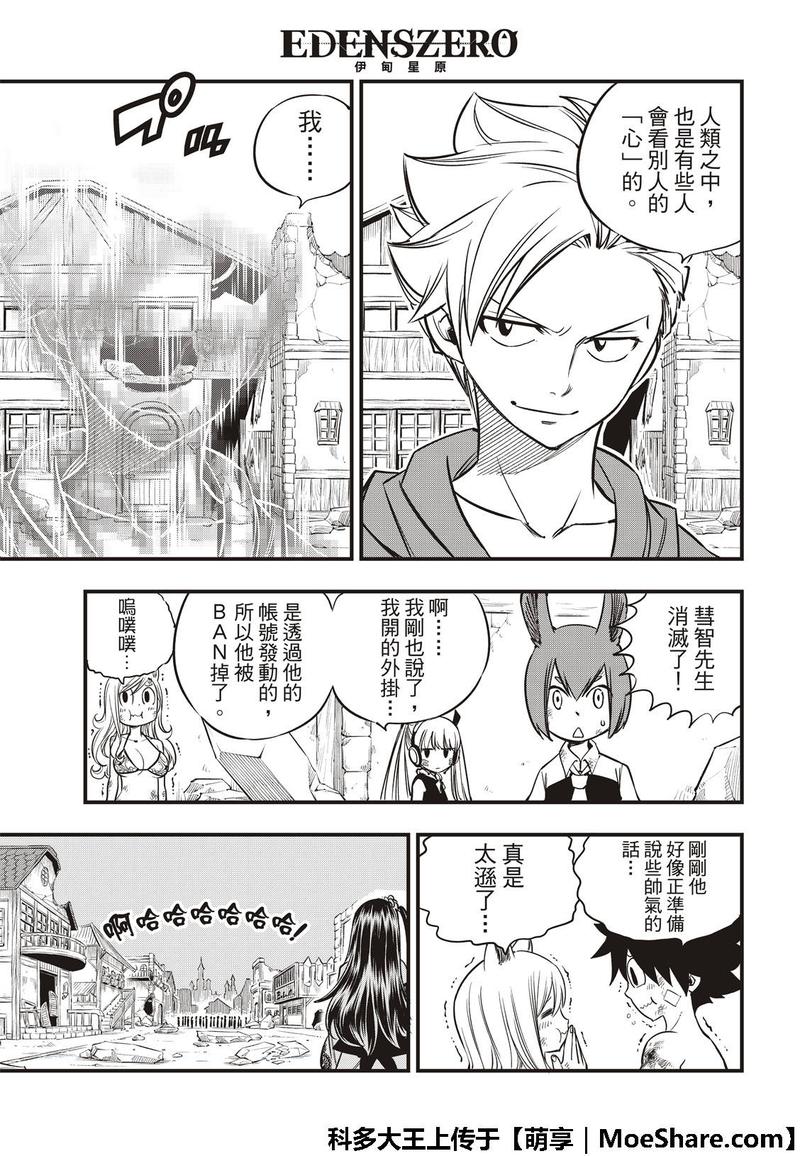 EDENSZERO
伊甸星原
人類之中，
也是有些人
會看別人的
「心」的。
我……
彗智先生
消滅了！
啊……
我剛也說了，
我開的外掛……
是透過他的
帳號發動的，
所以他被
BAN掉了。
嗚噗噗…
剛剛他
好像正準備
說些帥氣的
話…
真是
太遜了…
啊哈哈哈哈哈哈！
科多大王上传于【萌享｜MoeShare.com】